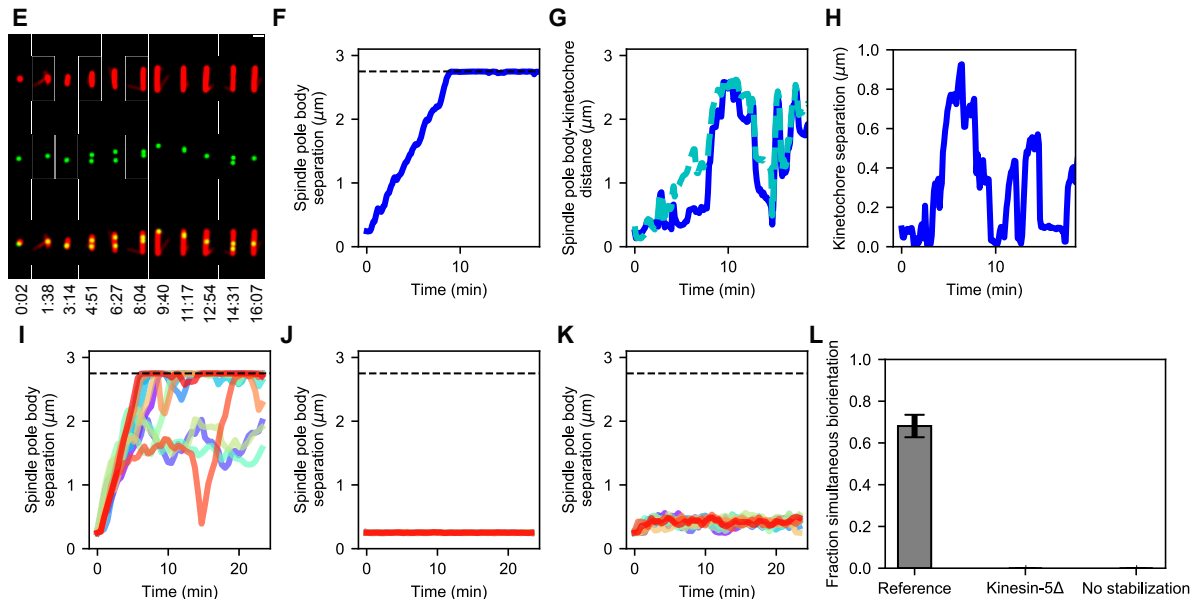 E
0:02
1:38
3:14
4:51
6:27
8:04
9:40
11:17
12:54
14:31
16:07
F
Spindle pole body
separation (μm)
3
2
1
0
0
10
Time (min)
G
Spindle pole body-kinetochore
distance (μm)
3
2
1
0
0
10
Time (min)
H
Kinetochore separation (μm)
1.0
0.8
0.6
0.4
0.2
0.0
0
10
Time (min)
I
Spindle pole body
separation (μm)
3
2
1
0
0
10
20
Time (min)
J
Spindle pole body
separation (μm)
3
2
1
0
0
10
20
Time (min)
K
Spindle pole body
separation (μm)
3
2
1
0
0
10
20
Time (min)
L
Fraction simultaneous biorientation
1.0
0.8
0.6
0.4
0.2
0.0
Reference
Kinesin-5Δ
No stabilization